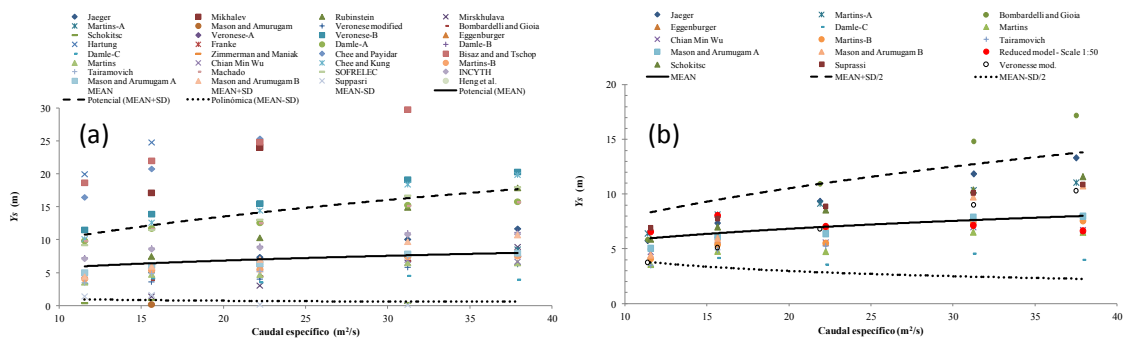 Jaeger Mikhalev Rubinstein Mirskhulava
Martins-A Mason and Amurugam Veronese modified Bombardelli and Gioia
Schokitsc Veronese-A Veronese-B Eggenburger
Hartung Franke Damle-A Damle-B
Damle-C Zimmerman and Maniak Chee and Payidar Bisaz and Tschop
Martins Chian Min Wu Chee and Kung Martins-B
Tairamovich Machado SOFRELEC INCYTH
Mason and Arumugam A Mason and Arumugam B Suppasri Heng et al.
MEAN MEAN+SD MEAN-SD Potencial (MEAN)
Potencial (MEAN+SD) Polinómica (MEAN-SD)
(a)
30
25
20
15
10
5
0
Ys (m)
10 15 20 25 30 35 40
Caudal específico (m²/s)
Jaeger Martins-A Bombardelli and Gioia
Eggenburger Damle-C Martins
Chian Min Wu Martins-B Tairamovich
Mason and Arumugam A Mason and Arumugam B Reduced model - Scale 1:50
Schokitsc Suprassi Veronesse mod.
MEAN MEAN+SD/2 MEAN-SD/2
(b)
20
15
10
5
0
Ys (m)
10 15 20 25 30 35 40
Caudal específico (m²/s)